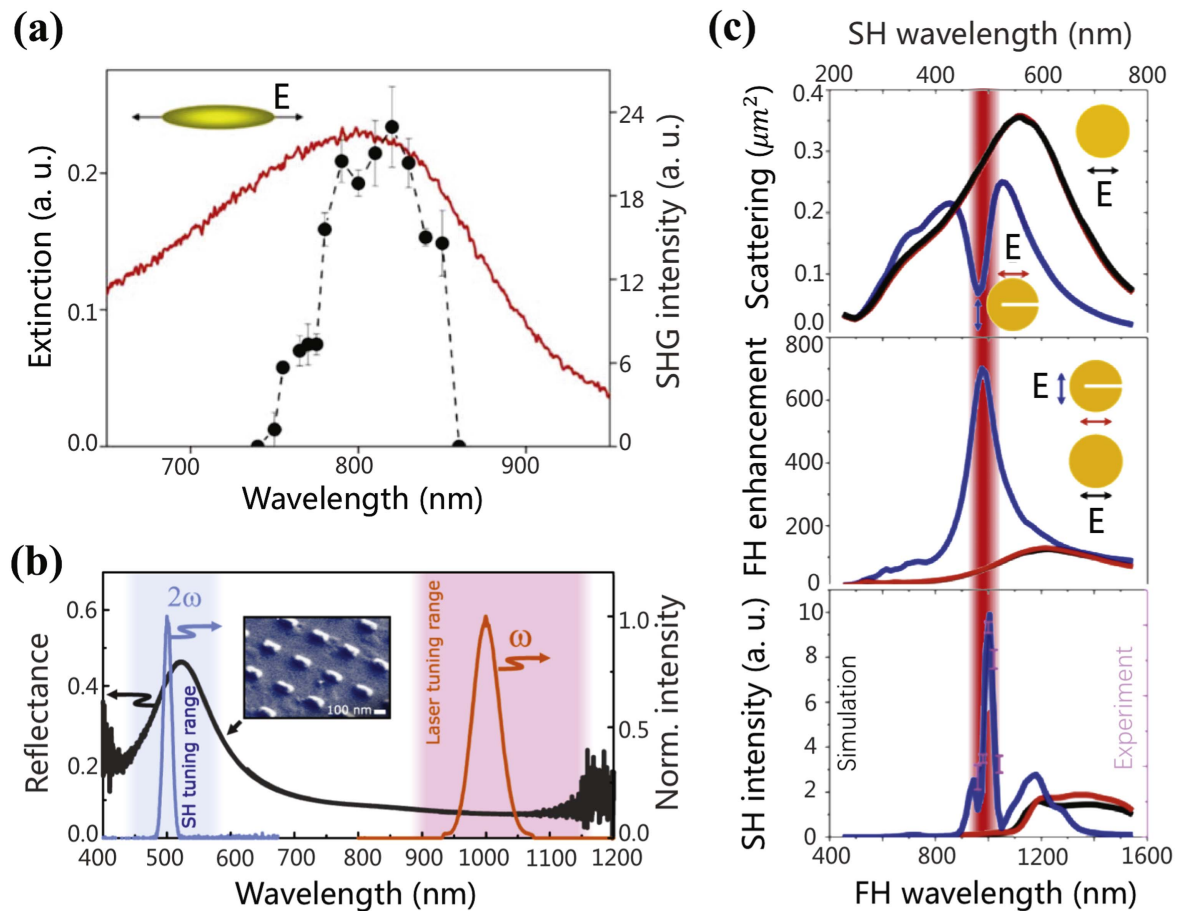 (a)
E
Extinction (a. u.)
0.2
0.1
0.0
24
18
12
6
0
SHG intensity (a. u.)
700
800
900
Wavelength (nm)
(b)
Reflectance
0.6
0.4
0.2
0.0
2ω
SH tuning range
100 nm
Laser tuning range
ω
1.0
0.5
0.0
Norm. intensity
400
500
600
700
800
900
1000
1100
1200
Wavelength (nm)
(c)
SH wavelength (nm)
200
400
600
800
Scattering (μm²)
0.4
0.3
0.2
0.1
0.0
E
E
FH enhancement
800
600
400
200
0
E
E
SH intensity (a. u.)
10
8
6
4
2
0
Simulation
Experiment
400
800
1200
1600
FH wavelength (nm)